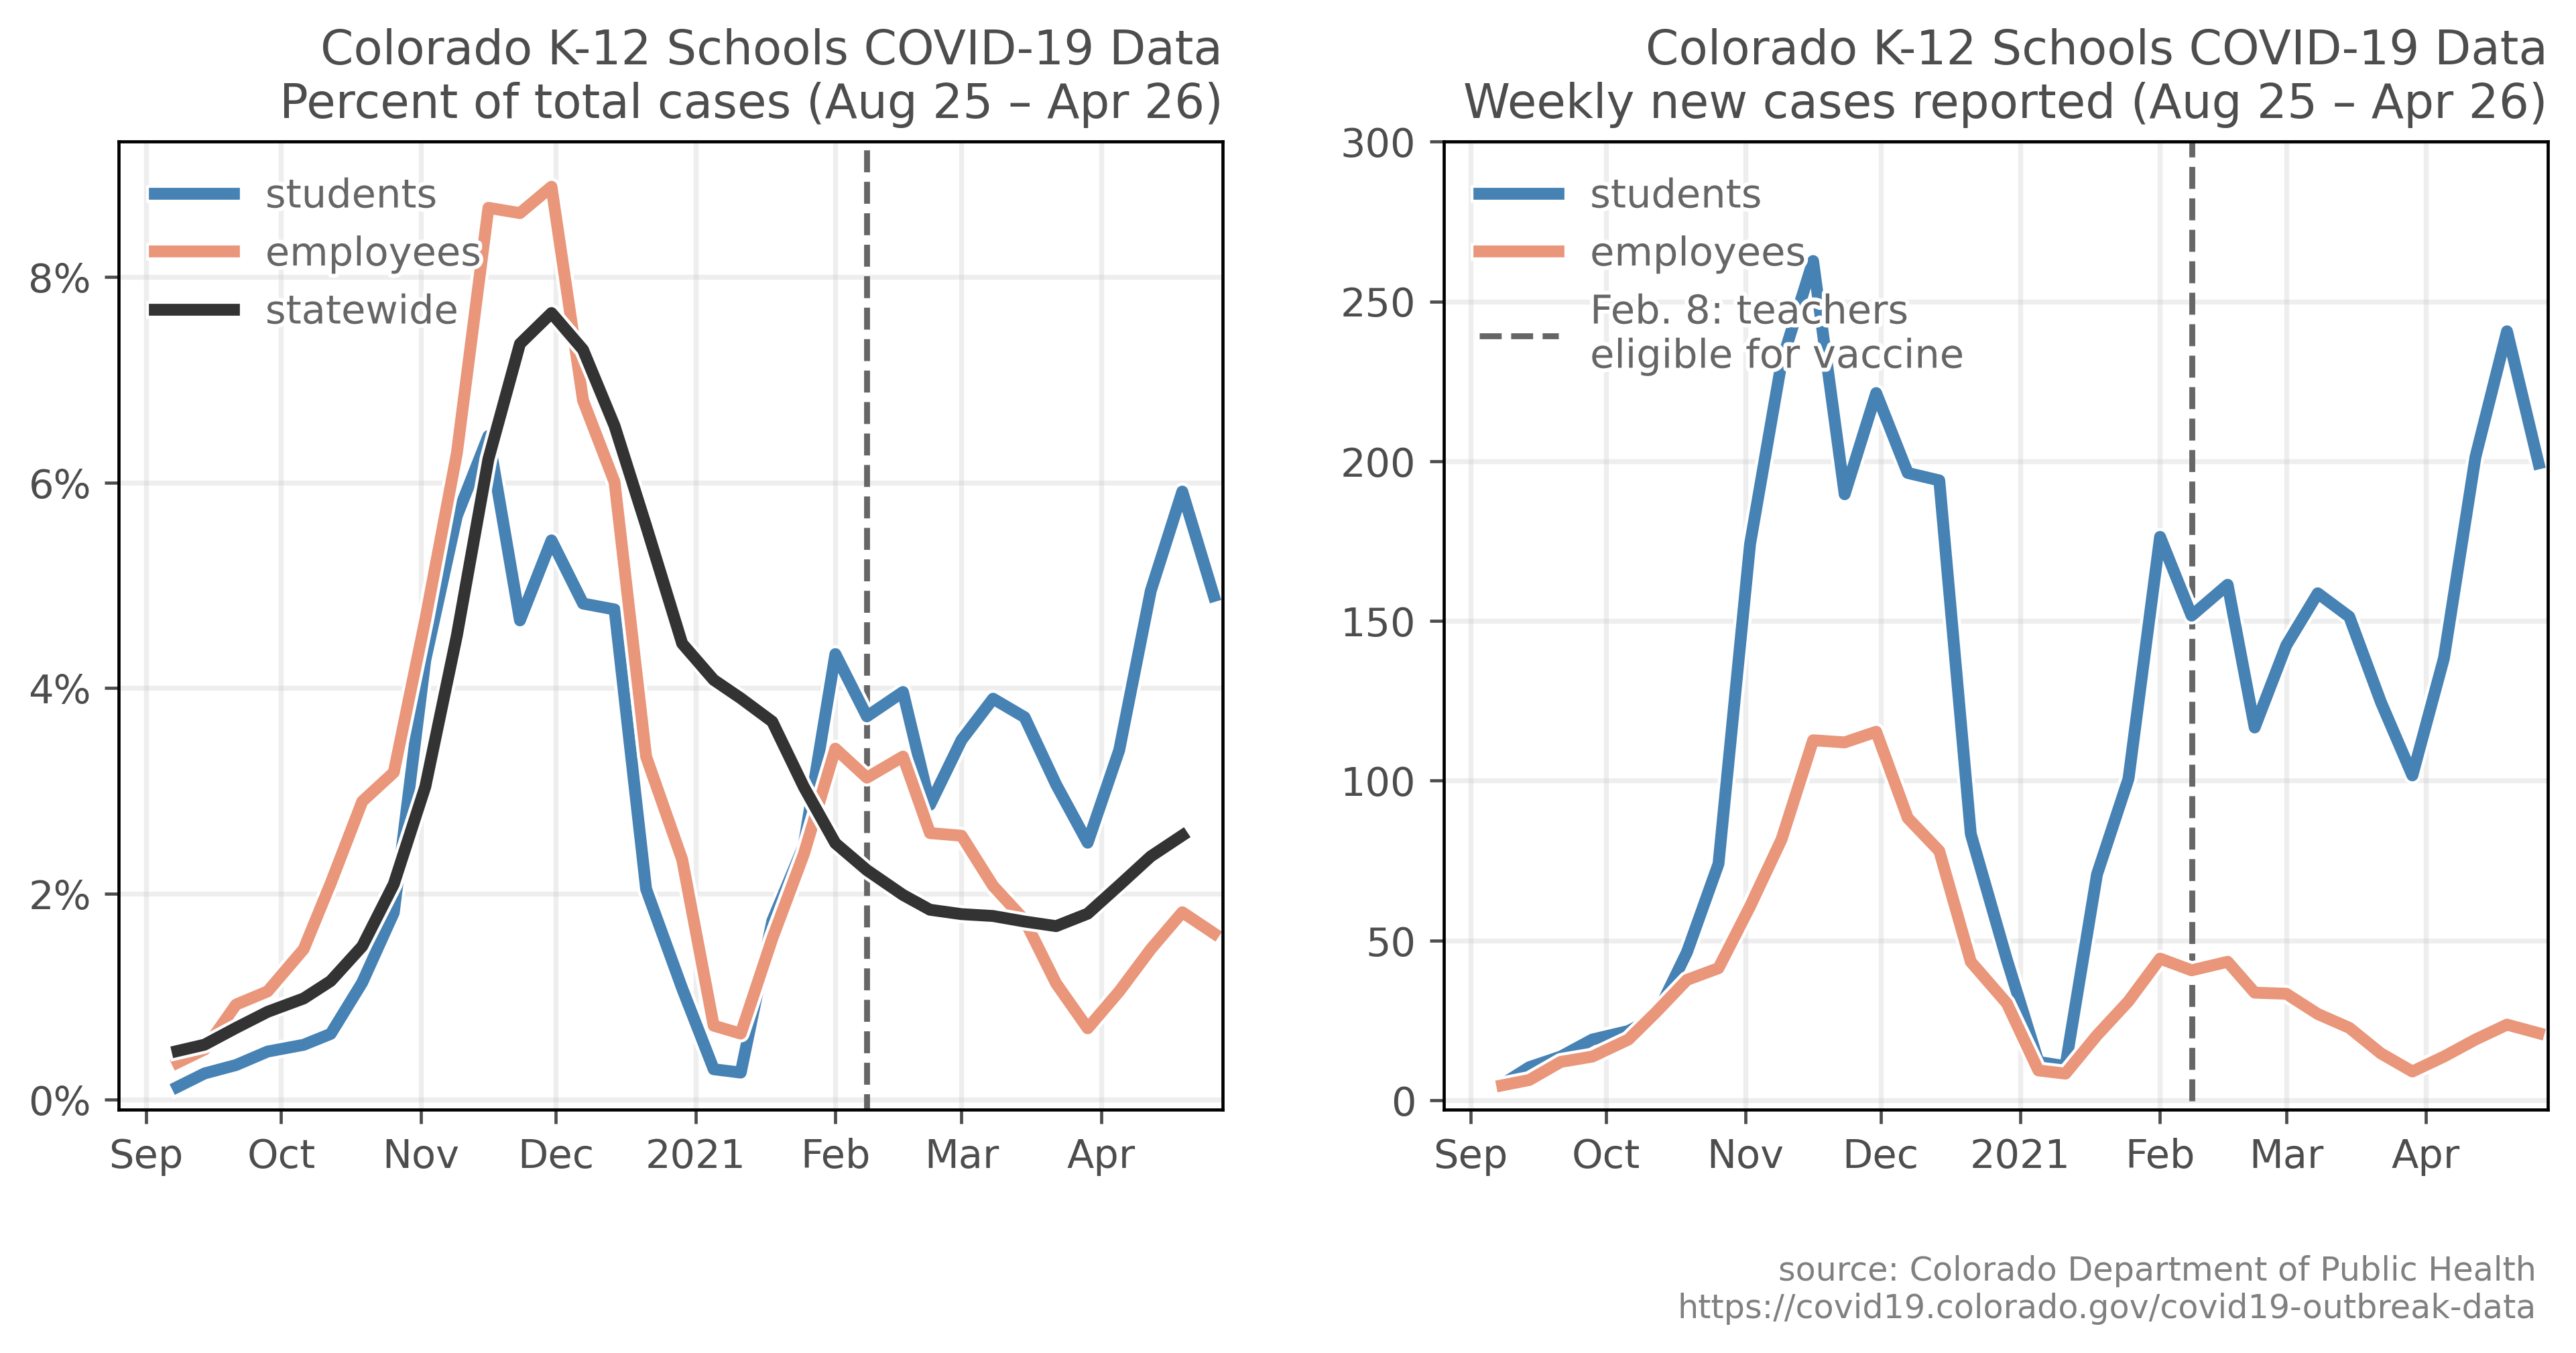 Colorado K-12 Schools COVID-19 Data
Percent of total cases (Aug 25 – Apr 26)
students
employees
statewide
8%
6%
4%
2%
0%
Sep
Oct
Nov
Dec
2021
Feb
Mar
Apr
Colorado K-12 Schools COVID-19 Data
Weekly new cases reported (Aug 25 – Apr 26)
300
250
200
150
100
50
0
students
employees
Feb. 8: teachers
eligible for vaccine
Sep
Oct
Nov
Dec
2021
Feb
Mar
Apr
source: Colorado Department of Public Health
https://covid19.colorado.gov/covid19-outbreak-data